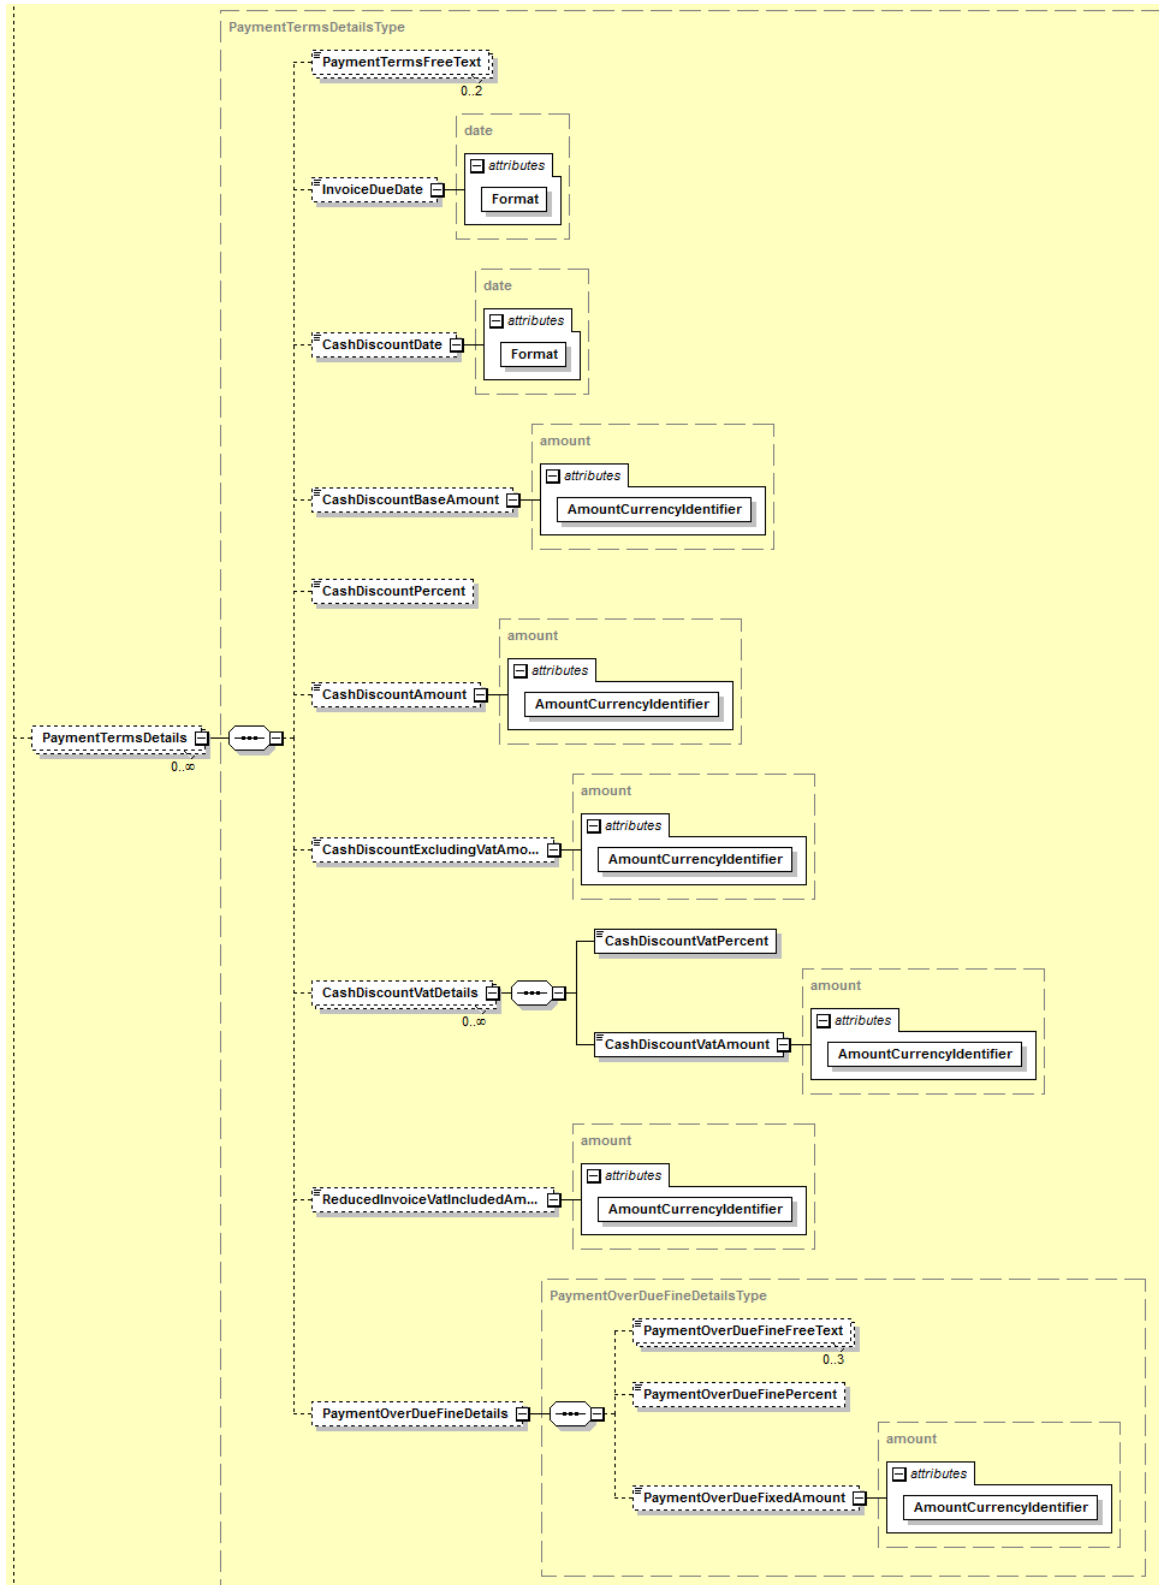 PaymentTermsDetailsType
PaymentTermsFreeText
0..2
date
attributes
InvoiceDueDate
Format
date
attributes
CashDiscountDate
Format
amount
attributes
CashDiscountBaseAmount
AmountCurrencyIdentifier
CashDiscountPercent
amount
attributes
CashDiscountAmount
AmountCurrencyIdentifier
PaymentTermsDetails
0..∞
amount
attributes
CashDiscountExcludingVatAmo...
AmountCurrencyIdentifier
CashDiscountVatPercent
CashDiscountVatDetails
0..∞
amount
attributes
CashDiscountVatAmount
AmountCurrencyIdentifier
amount
attributes
ReducedInvoiceVatIncludedAm...
AmountCurrencyIdentifier
PaymentOverDueFineDetailsType
PaymentOverDueFineFreeText
0..3
PaymentOverDueFinePercent
PaymentOverDueFineDetails
amount
attributes
PaymentOverDueFixedAmount
AmountCurrencyIdentifier